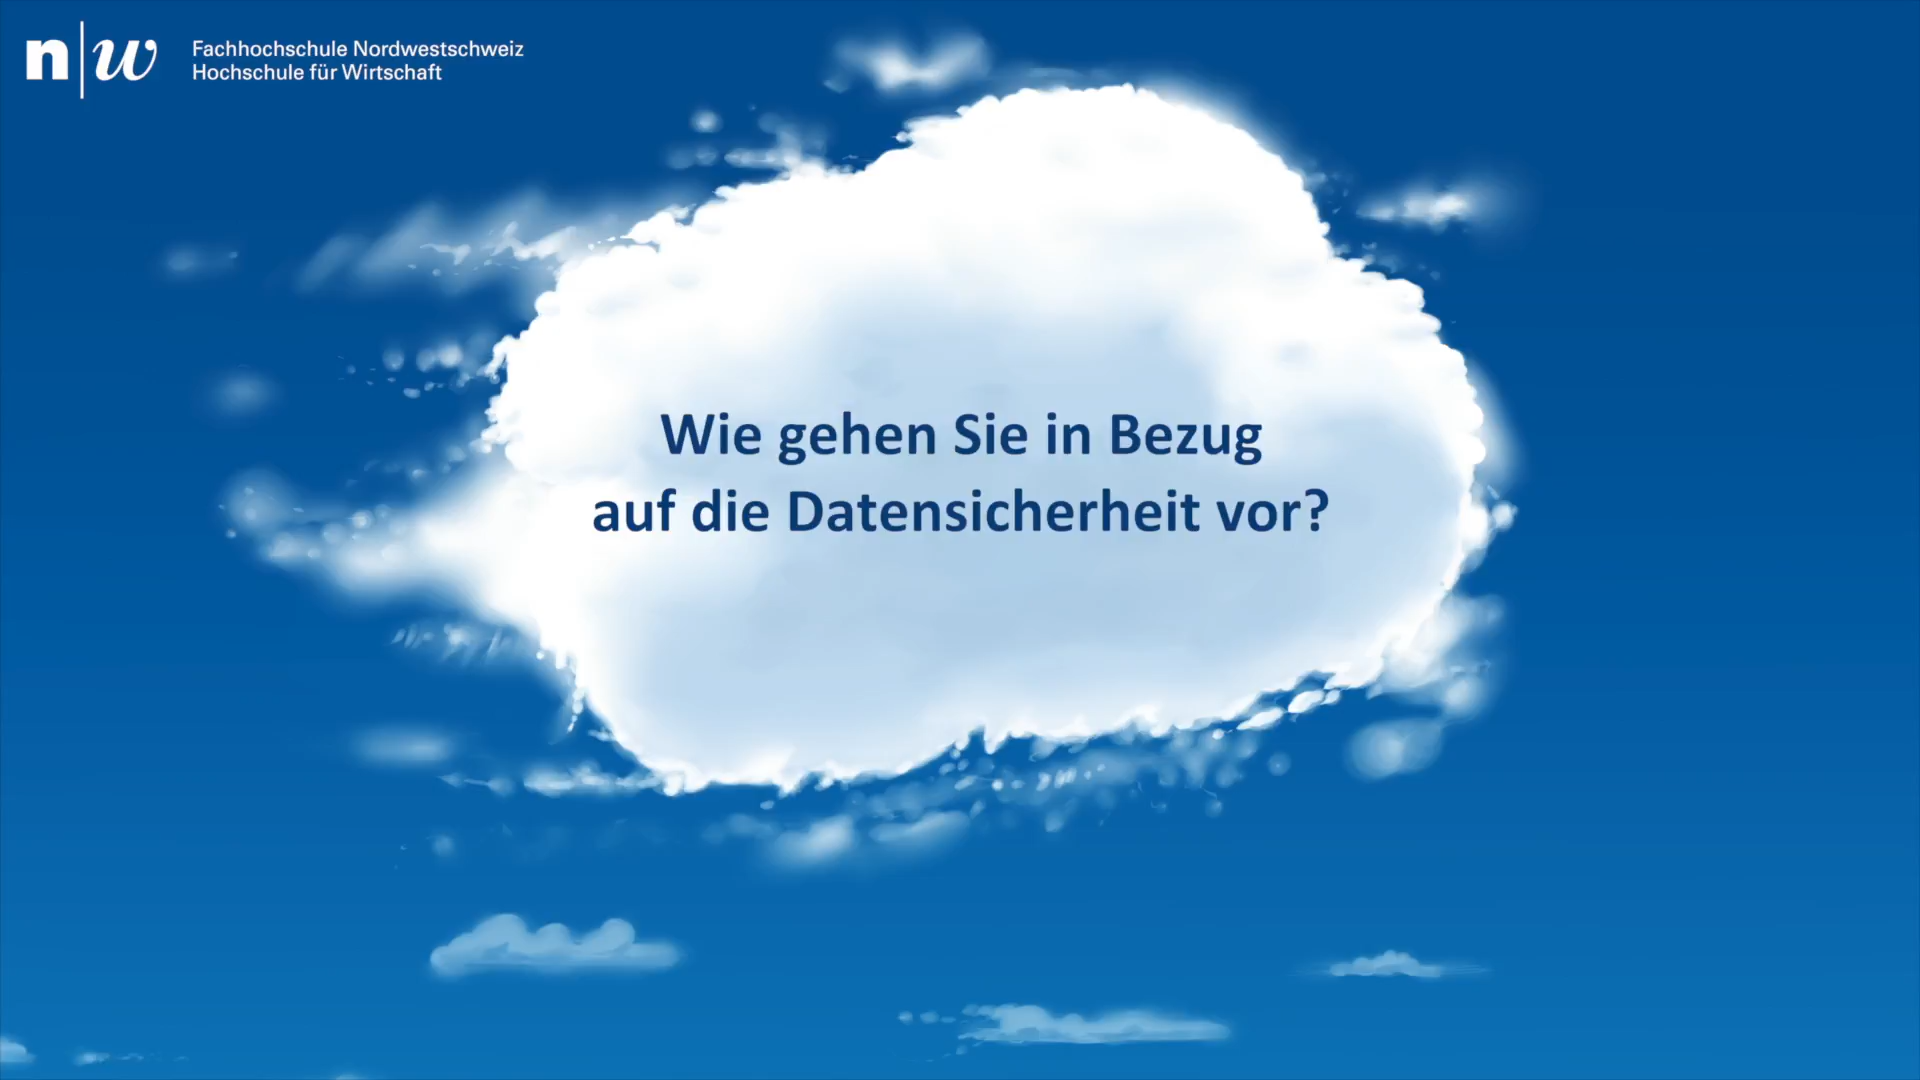 n|w Fachhochschule Nordwestschweiz
Hochschule für Wirtschaft
Wie gehen Sie in Bezug
auf die Datensicherheit vor?